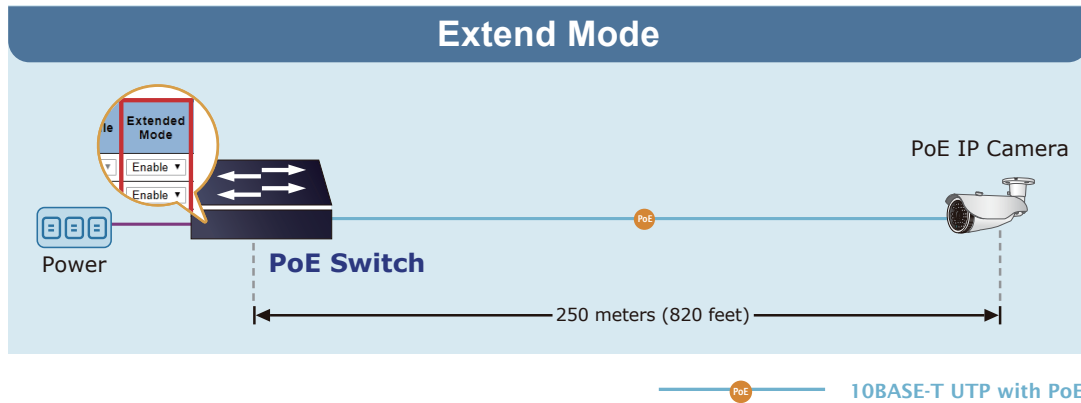 Extend Mode
le
Extended
Mode
Enable
Enable
PoE IP Camera
PoE
Power
PoE Switch
250 meters (820 feet)
PoE
10BASE-T UTP with PoE